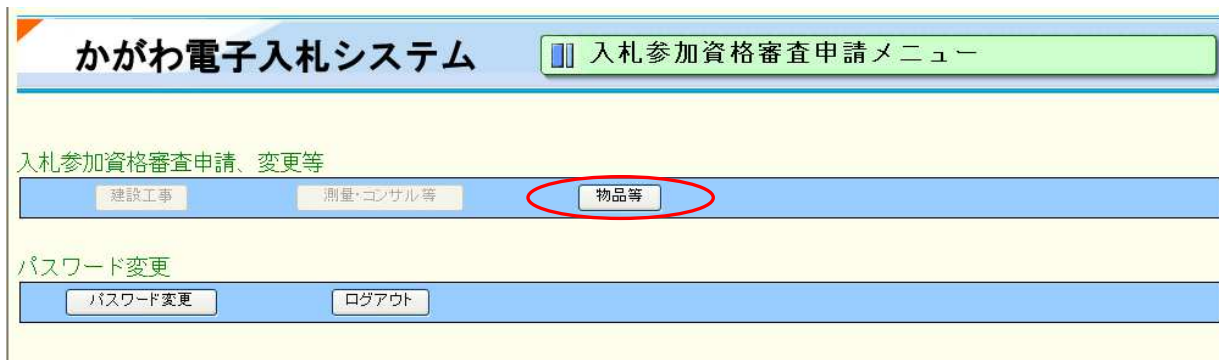 かがわ電子入札システム 入札参加資格審査申請メニュー
入札参加資格審査申請、変更等
建設工事 測量・コンサル等 物品等
パスワード変更
パスワード変更 ログアウト